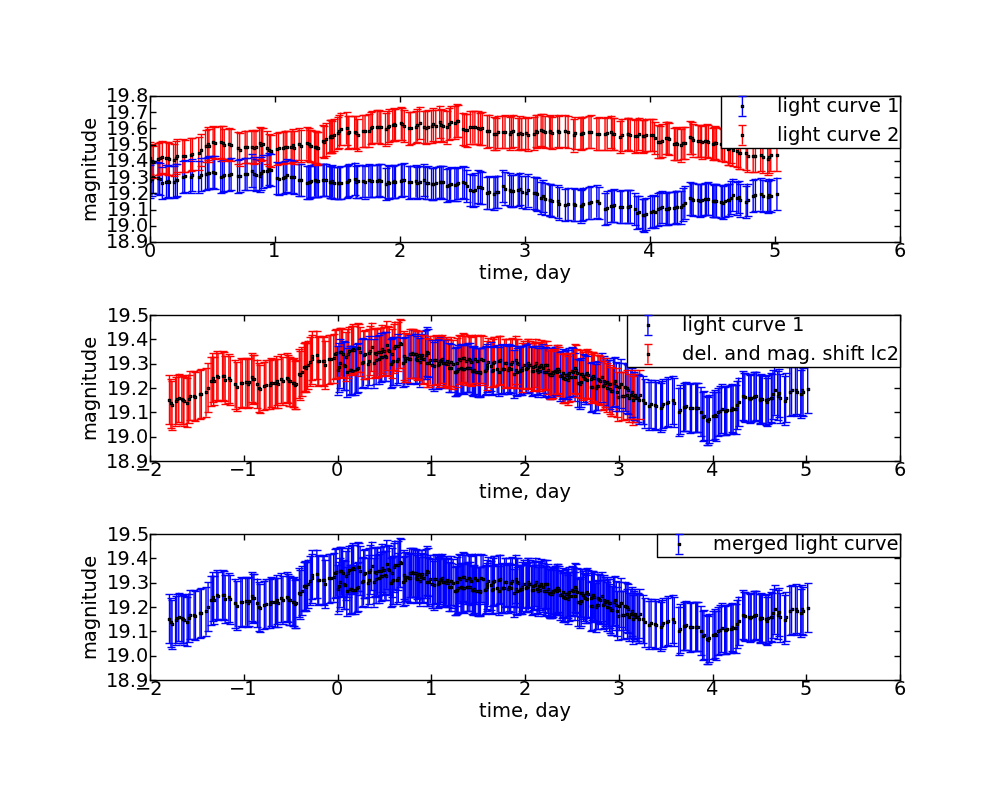 19.8
19.7
19.6
19.5
19.4
19.3
19.2
19.1
19.0
18.9
magnitude
light curve 1
light curve 2
0 1 2 3 4 5 6
time, day
19.5
19.4
19.3
19.2
19.1
19.0
18.9
magnitude
light curve 1
del. and mag. shift lc2
−2 −1 0 1 2 3 4 5 6
time, day
19.5
19.4
19.3
19.2
19.1
19.0
18.9
magnitude
merged light curve
−2 −1 0 1 2 3 4 5 6
time, day